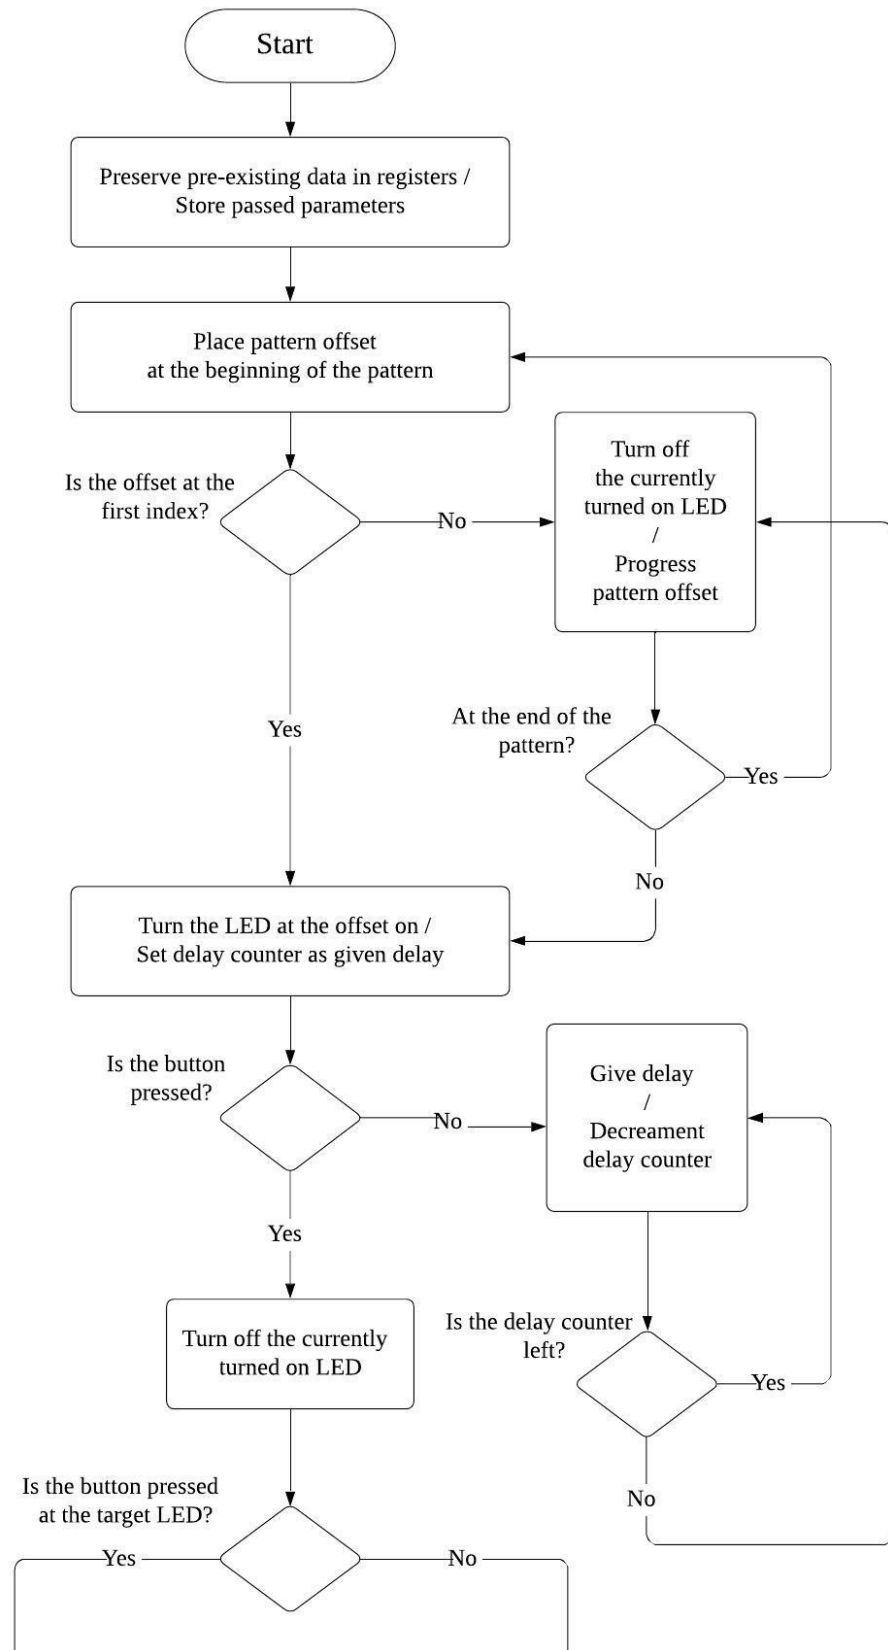 Start
Preserve pre-existing data in registers /
Store passed parameters
Place pattern offset
at the beginning of the pattern
Is the offset at the
first index?
No
Turn off
the currently
turned on LED
/
Progress
pattern offset
Yes
At the end of the
pattern?
Yes
No
Turn the LED at the offset on /
Set delay counter as given delay
Is the button
pressed?
No
Give delay
/
Decreament
delay counter
Yes
Turn off the currently
turned on LED
Is the delay counter
left?
Yes
No
Is the button pressed
at the target LED?
Yes
No